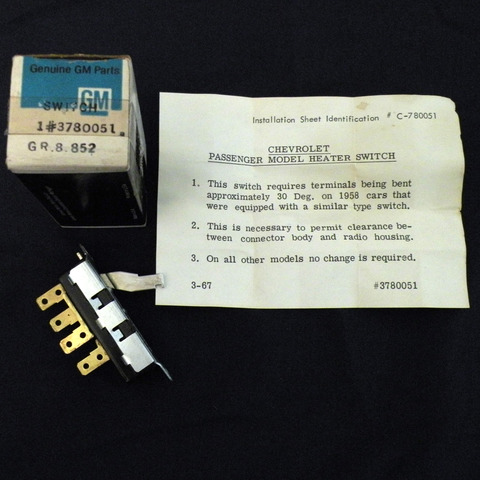 Genuine GM Parts
GM
SWITCH
1#3780051
GR.8.852
Installation Sheet Identification # C-780051
CHEVROLET
PASSENGER MODEL HEATER SWITCH
1. This switch requires terminals being bent
approximately 30 Deg. on 1958 cars that
were equipped with a similar type switch.
2. This is necessary to permit clearance be-
tween connector body and radio housing.
3. On all other models no change is required.
3-67 #3780051